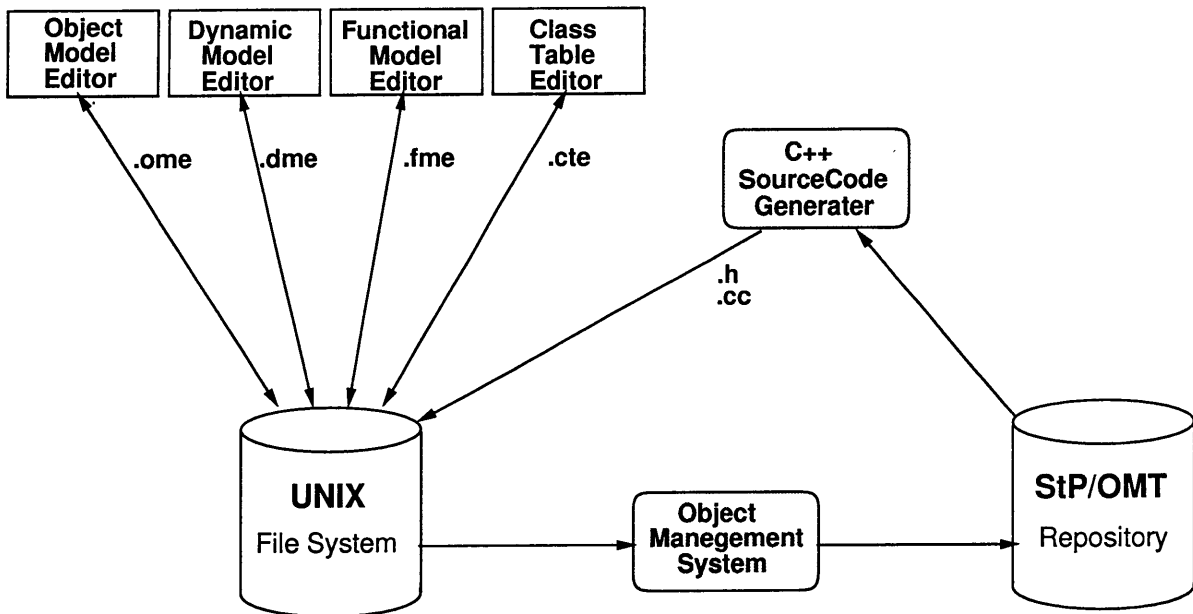 Object
Model
Editor
Dynamic
Model
Editor
Functional
Model
Editor
Class
Table
Editor
.ome
.dme
.fme
.cte
C++
SourceCode
Generater
.h
.cc
UNIX
File System
Object
Manegement
System
StP/OMT
Repository